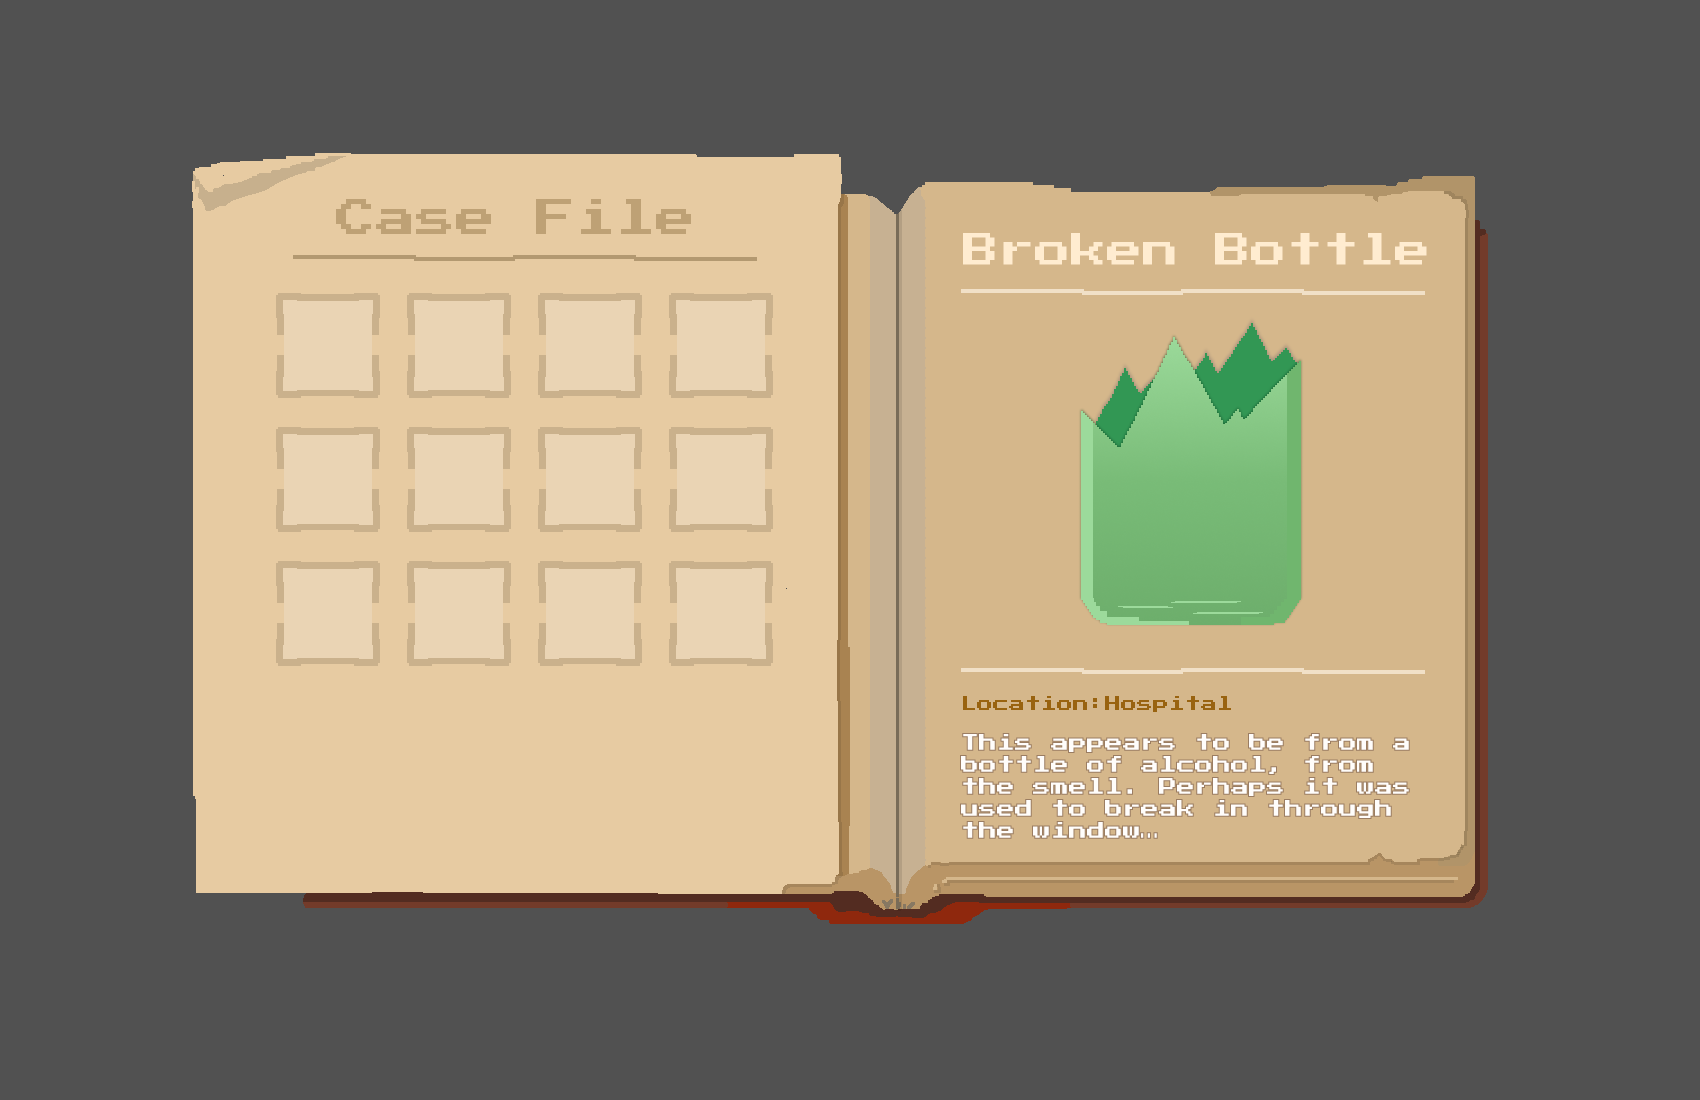 Case File
Broken Bottle
Location:Hospital
This appears to be from a
bottle of alcohol, from
the smell. Perhaps it was
used to break in through
the window…